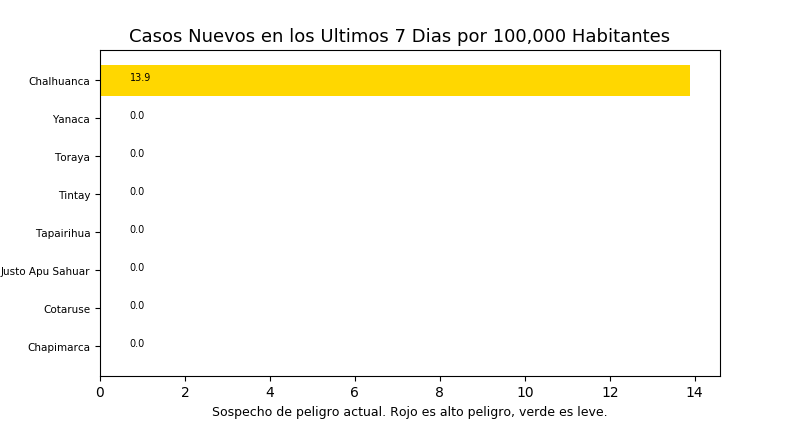 Casos Nuevos en los Ultimos 7 Dias por 100,000 Habitantes
Chalhuanca 13.9
Yanaca 0.0
Toraya 0.0
Tintay 0.0
Tapairihua 0.0
Justo Apu Sahuar 0.0
Cotaruse 0.0
Chapimarca 0.0
0 2 4 6 8 10 12 14
Sospecho de peligro actual. Rojo es alto peligro, verde es leve.